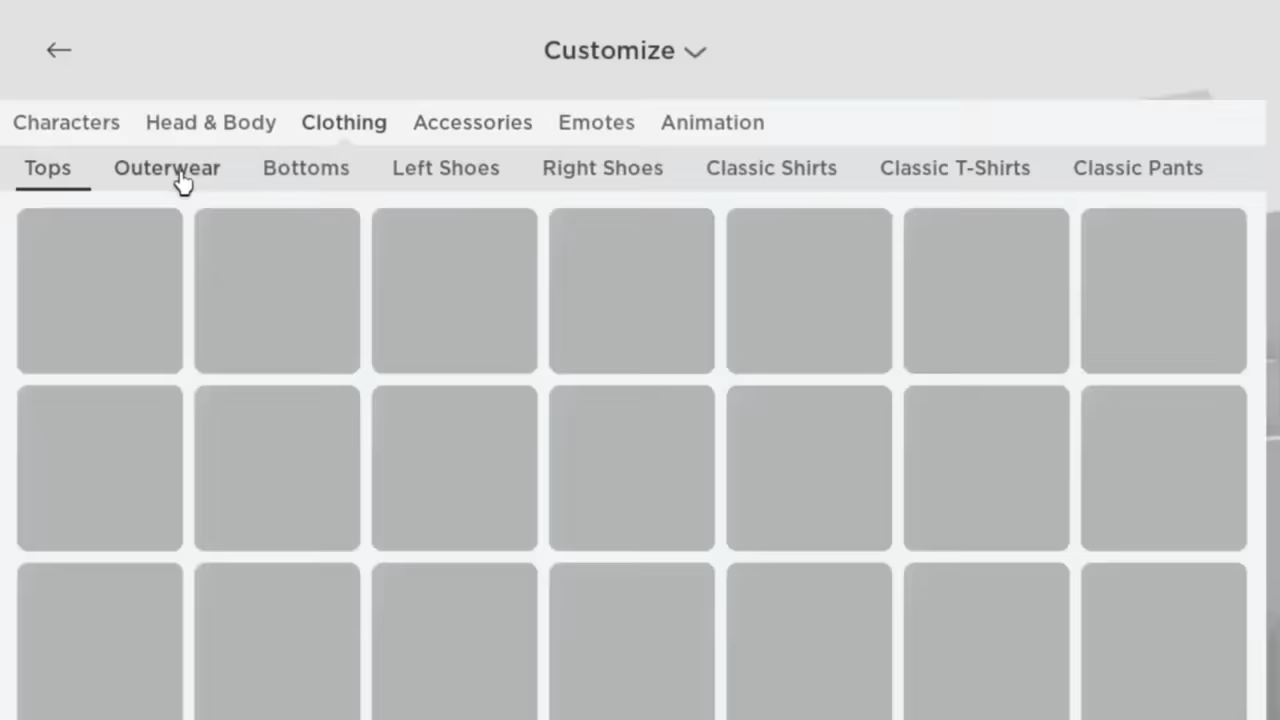 Customize
Characters Head & Body Clothing Accessories Emotes Animation
Tops Outerwear Bottoms Left Shoes Right Shoes Classic Shirts Classic T-Shirts Classic Pants